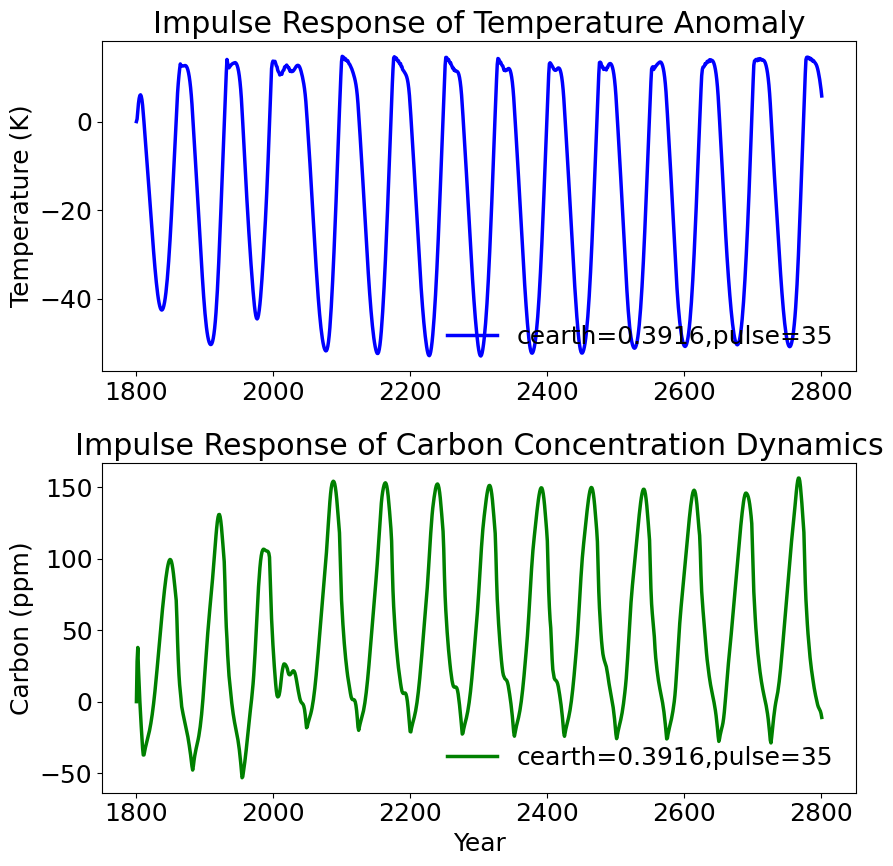 Impulse Response of Temperature Anomaly
Temperature (K)
0
−20
−40
cearth=0.3916,pulse=35
1800 2000 2200 2400 2600 2800
Impulse Response of Carbon Concentration Dynamics
Carbon (ppm)
150
100
50
0
−50
cearth=0.3916,pulse=35
1800 2000 2200 2400 2600 2800
Year